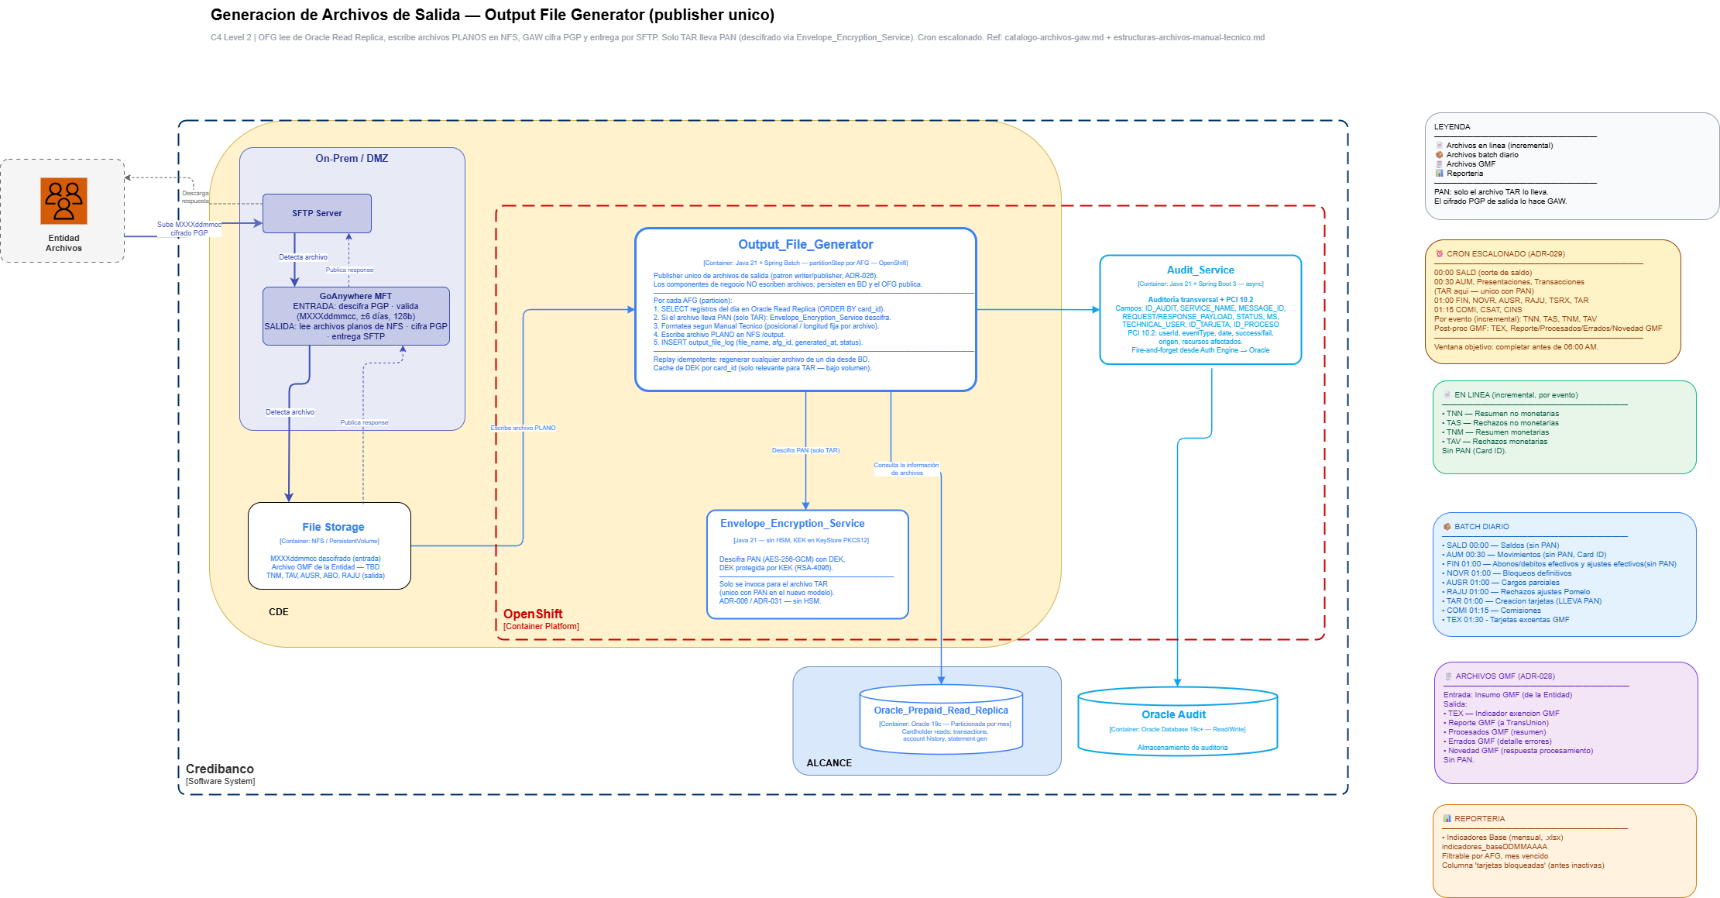 Generacion de Archivos de Salida — Output File Generator (publisher unico)
C4 Level 2 | OFG lee de Oracle Read Replica, escribe archivos PLANOS en NFS, GAW cifra PGP y entrega por SFTP. Solo TAR lleva PAN (descifrado via Envelope_Encryption_Service). Cron escalonado. Ref: catalogo-archivos-gaw.md + estructuras-archivos-manual-tecnico.md
Entidad
Archivos
Descarga
respuesta
Sube MXXXddmmcc
cifrado PGP
On-Prem / DMZ
SFTP Server
Detecta archivo
Publica response
GoAnywhere MFT
ENTRADA: descifra PGP · valida
(MXXXddmmcc, ±6 días, 128b)
SALIDA: lee archivos planos de NFS · cifra PGP
· entrega SFTP
Detecta archivo
Publica response
File Storage
[Container: NFS / PersistentVolume]
MXXXddmmcc descifrado (entrada)
Archivo GMF de la Entidad — TBD
TNM, TAV, AUSR, ABO, RAJU (salida)
CDE
Escribe archivo PLANO
OpenShift
[Container Platform]
Output_File_Generator
[Container: Java 21 + Spring Batch — partitionStep por AFG — OpenShift]
Publisher unico de archivos de salida (patron writer/publisher, ADR-026).
Los componentes de negocio NO escriben archivos; persisten en BD y el OFG publica.
Por cada AFG (particion):
1. SELECT registros del dia en Oracle Read Replica (ORDER BY card_id).
2. Si el archivo lleva PAN (solo TAR): Envelope_Encryption_Service descifra.
3. Formatea segun Manual Tecnico (posicional / longitud fija por archivo).
4. Escribe archivo PLANO en NFS /output.
5. INSERT output_file_log (file_name, afg_id, generated_at, status).
Replay idempotente: regenerar cualquier archivo de un dia desde BD.
Cache de DEK por card_id (solo relevante para TAR — bajo volumen).
Descifra PAN (solo TAR)
Consulta la información
de archivos
Envelope_Encryption_Service
[Java 21 — sin HSM, KEK en KeyStore PKCS12]
Descifra PAN (AES-256-GCM) con DEK,
DEK protegida por KEK (RSA-4096).
Solo se invoca para el archivo TAR
(unico con PAN en el nuevo modelo).
ADR-006 / ADR-031 — sin HSM.
Audit_Service
[Container: Java 21 + Spring Boot 3 — async]
Auditoría transversal + PCI 10.2
Campos: ID_AUDIT, SERVICE_NAME, MESSAGE_ID,
REQUEST/RESPONSE_PAYLOAD, STATUS, MS,
TECHNICAL_USER, ID_TARJETA, ID_PROCESO
PCI 10.2: userId, eventType, date, success/fail,
origen, recursos afectados.
Fire-and-forget desde Auth Engine → Oracle
Oracle_Prepaid_Read_Replica
[Container: Oracle 19c — Particionada por mes]
Cardholder reads: transactions,
account history, statement gen
ALCANCE
Oracle Audit
[Container: Oracle Database 19c+ — Read/Write]
Almacenamiento de auditoria
Credibanco
[Software System]
LEYENDA
Archivos en linea (incremental)
Archivos batch diario
Archivos GMF
Reporteria
PAN: solo el archivo TAR lo lleva.
El cifrado PGP de salida lo hace GAW.
CRON ESCALONADO (ADR-029)
00:00 SALD (corte de saldo)
00:30 AUM, Presentaciones, Transacciones
(TAR aqui — unico con PAN)
01:00 FIN, NOVR, AUSR, RAJU, TSRX, TAR
01:15 COMI, CSAT, CINS
Por evento (incremental): TNN, TAS, TNM, TAV
Post-proc GMF: TEX, Reporte/Procesados/Errados/Novedad GMF
Ventana objetivo: completar antes de 06:00 AM.
EN LINEA (incremental, por evento)
• TNN — Resumen no monetarias
• TAS — Rechazos no monetarias
• TNM — Resumen monetarias
• TAV — Rechazos monetarias
Sin PAN (Card ID).
BATCH DIARIO
• SALD 00:00 — Saldos (sin PAN)
• AUM 00:30 — Movimientos (sin PAN, Card ID)
• FIN 01:00 — Abonos/debitos efectivos y ajustes efectivos(sin PAN)
• NOVR 01:00 — Bloqueos definitivos
• AUSR 01:00 — Cargos parciales
• RAJU 01:00 — Rechazos ajustes Pomelo
• TAR 01:00 — Creacion tarjetas (LLEVA PAN)
• COMI 01:15 — Comisiones
• TEX 01:30 - Tarjetas excentas GMF
ARCHIVOS GMF (ADR-028)
Entrada: Insumo GMF (de la Entidad)
Salida:
• TEX — Indicador exencion GMF
• Reporte GMF (a TransUnion)
• Procesados GMF (resumen)
• Errados GMF (detalle errores)
• Novedad GMF (respuesta procesamiento)
Sin PAN.
REPORTERIA
• Indicadores Base (mensual, .xlsx)
indicadores_baseDDMMAAAA
Filtrable por AFG, mes vencido
Columna 'tarjetas bloqueadas' (antes inactivas)